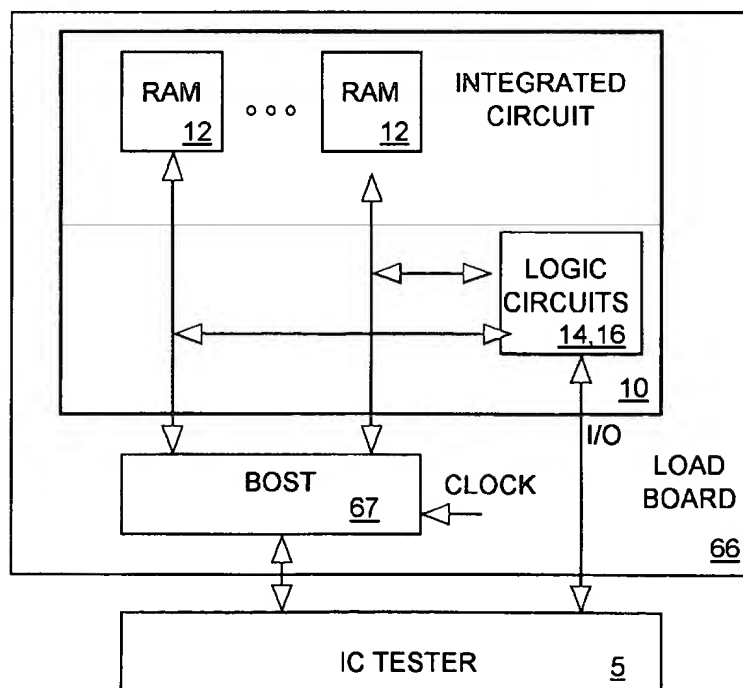 RAM
12
RAM
12
INTEGRATED
CIRCUIT
LOGIC
CIRCUITS
14,16
10
I/O
BOST
67
CLOCK
LOAD
BOARD
66
IC TESTER
5